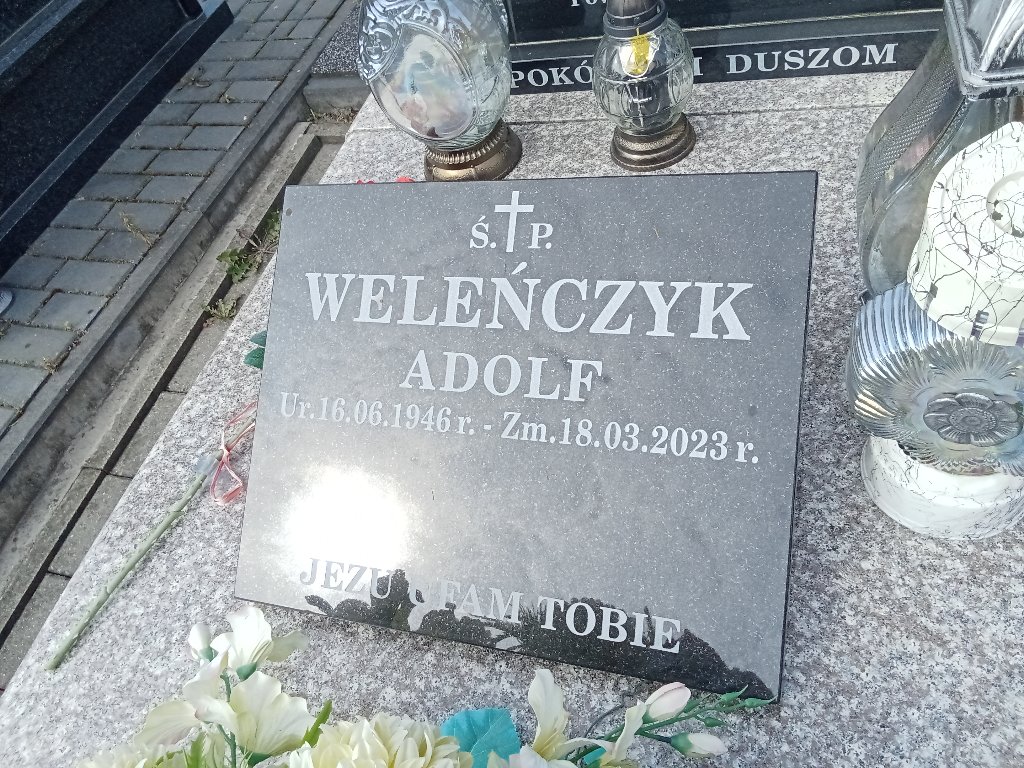 DUSZOM
Ś. P.
WELEŃCZYK
ADOLF
Ur.16.06.1946 r. - Zm.18.03.2023 r.
JEZU UFAM TOBIE